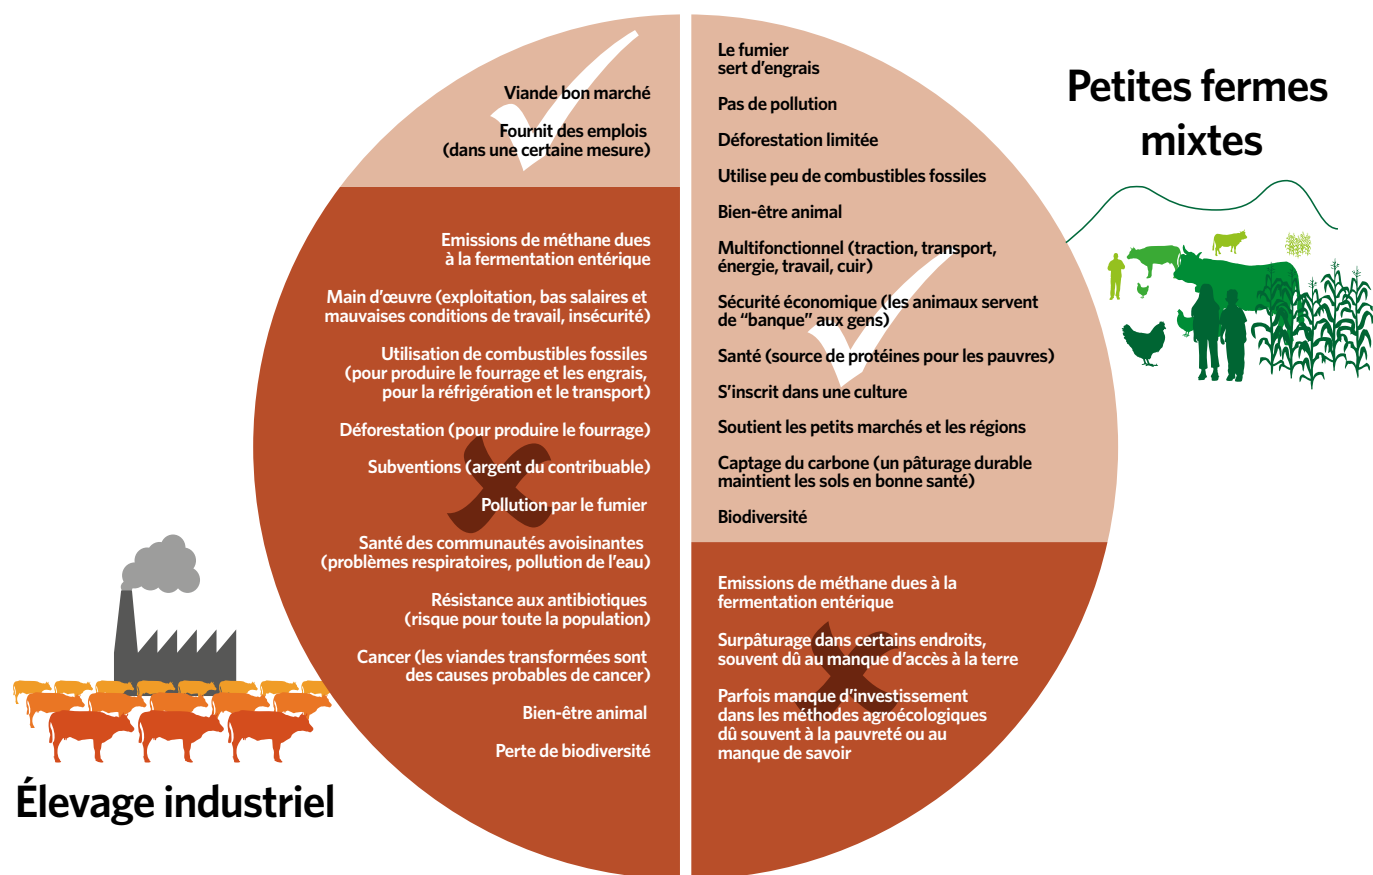 Viande bon marché
Fournit des emplois
(dans une certaine mesure)
Emissions de méthane dues
à la fermentation entérique
Main d’œuvre (exploitation, bas salaires et
mauvaises conditions de travail, insécurité)
Utilisation de combustibles fossiles
(pour produire le fourrage et les engrais,
pour la réfrigération et le transport)
Déforestation (pour produire le fourrage)
Subventions (argent du contribuable)
Pollution par le fumier
Santé des communautés avoisinantes
(problèmes respiratoires, pollution de l’eau)
Résistance aux antibiotiques
(risque pour toute la population)
Cancer (les viandes transformées sont
des causes probables de cancer)
Bien-être animal
Perte de biodiversité
Élevage industriel
Le fumier
sert d’engrais
Pas de pollution
Déforestation limitée
Utilise peu de combustibles fossiles
Bien-être animal
Multifonctionnel (traction, transport,
énergie, travail, cuir)
Sécurité économique (les animaux servent
de “banque” aux gens)
Santé (source de protéines pour les pauvres)
S’inscrit dans une culture
Soutient les petits marchés et les régions
Captage du carbone (un pâturage durable
maintient les sols en bonne santé)
Biodiversité
Emissions de méthane dues à la
fermentation entérique
Surpâturage dans certains endroits,
souvent dû au manque d’accès à la terre
Parfois manque d’investissement
dans les méthodes agroécologiques
dû souvent à la pauvreté ou au
manque de savoir
Petites fermes
mixtes